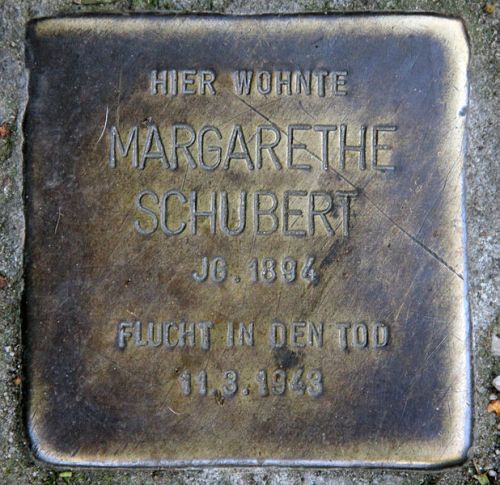 HIER WOHNTE
MARGARETHE
SCHUBERT
JG. 1894
FLUCHT IN DEN TOD
11.3.1943